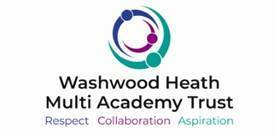 Washwood Heath
Multi Academy Trust
Respect Collaboration Aspiration